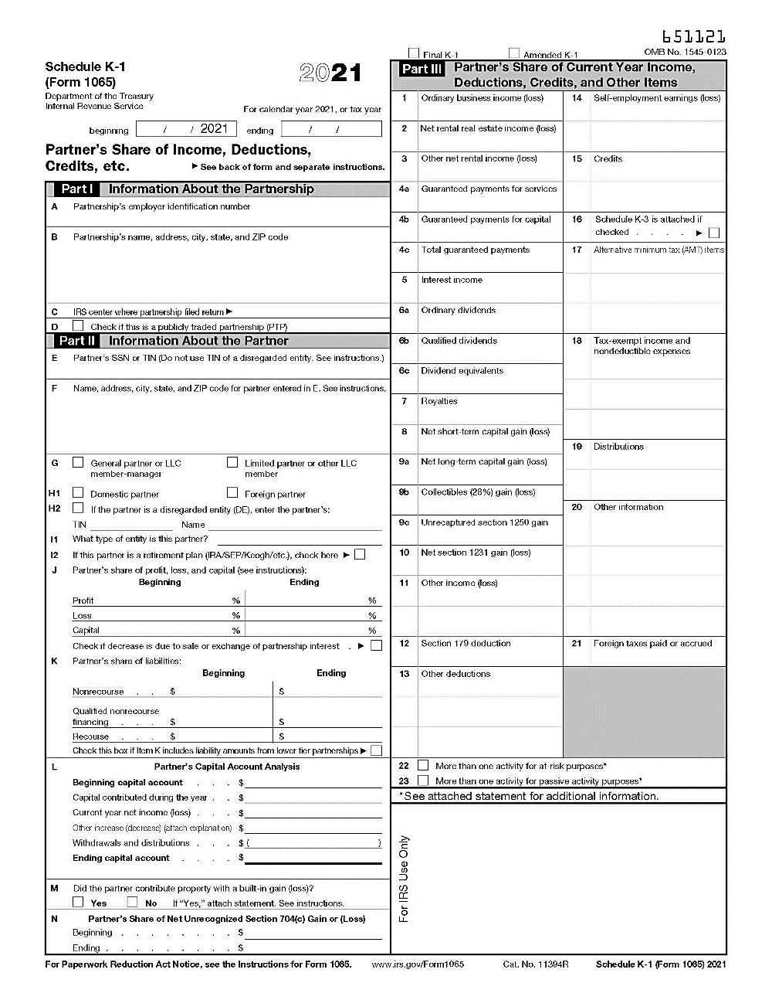 651121
Final K-1 Amended K-1 OMB No. 1545-0123
Schedule K-1
(Form 1065)
2021
Department of the Treasury
Internal Revenue Service
For calendar year 2021, or tax year
beginning / / 2021 ending / /
Partner's Share of Income, Deductions,
Credits, etc. ▶ See back of form and separate instructions.
Part I Information About the Partnership
A Partnership's employer identification number
B Partnership's name, address, city, state, and ZIP code
C IRS center where partnership filed return ▶
D Check if this is a publicly traded partnership (PTP)
Part II Information About the Partner
E Partner's SSN or TIN (Do not use TIN of a disregarded entity. See instructions.)
F Name, address, city, state, and ZIP code for partner entered in E. See instructions.
G General partner or LLC
member-manager
Limited partner or other LLC
member
H1 Domestic partner Foreign partner
H2 If the partner is a disregarded entity (DE), enter the partner's:
TIN Name
I1 What type of entity is this partner?
I2 If this partner is a retirement plan (IRA/SEP/Keogh/etc.), check here ▶
J Partner's share of profit, loss, and capital (see instructions):
Beginning Ending
Profit % %
Loss % %
Capital % %
Check if decrease is due to sale or exchange of partnership interest . ▶
K Partner's share of liabilities:
Beginning Ending
Nonrecourse . . $ $
Qualified nonrecourse
financing . . . $ $
Recourse . . . $ $
Check this box if Item K includes liability amounts from lower tier partnerships ▶
L Partner's Capital Account Analysis
Beginning capital account . . . $
Capital contributed during the year . . $
Current year net income (loss) . . . $
Other increase (decrease) (attach explanation) $
Withdrawals and distributions . . . $ ( )
Ending capital account . . . . $
M Did the partner contribute property with a built-in gain (loss)?
Yes No If "Yes," attach statement. See instructions.
N Partner's Share of Net Unrecognized Section 704(c) Gain or (Loss)
Beginning . . . . . . . . $
Ending . . . . . . . . . $
Part III Partner's Share of Current Year Income,
Deductions, Credits, and Other Items
1 Ordinary business income (loss)
2 Net rental real estate income (loss)
3 Other net rental income (loss)
4a Guaranteed payments for services
4b Guaranteed payments for capital
4c Total guaranteed payments
5 Interest income
6a Ordinary dividends
6b Qualified dividends
6c Dividend equivalents
7 Royalties
8 Net short-term capital gain (loss)
9a Net long-term capital gain (loss)
9b Collectibles (28%) gain (loss)
9c Unrecaptured section 1250 gain
10 Net section 1231 gain (loss)
11 Other income (loss)
12 Section 179 deduction
13 Other deductions
14 Self-employment earnings (loss)
15 Credits
16 Schedule K-3 is attached if
checked . . . . ▶
17 Alternative minimum tax (AMT) items
18 Tax-exempt income and
nondeductible expenses
19 Distributions
20 Other information
21 Foreign taxes paid or accrued
22 More than one activity for at-risk purposes*
23 More than one activity for passive activity purposes*
*See attached statement for additional information.
For IRS Use Only
For Paperwork Reduction Act Notice, see the Instructions for Form 1065. www.irs.gov/Form1065 Cat. No. 11394R Schedule K-1 (Form 1065) 2021